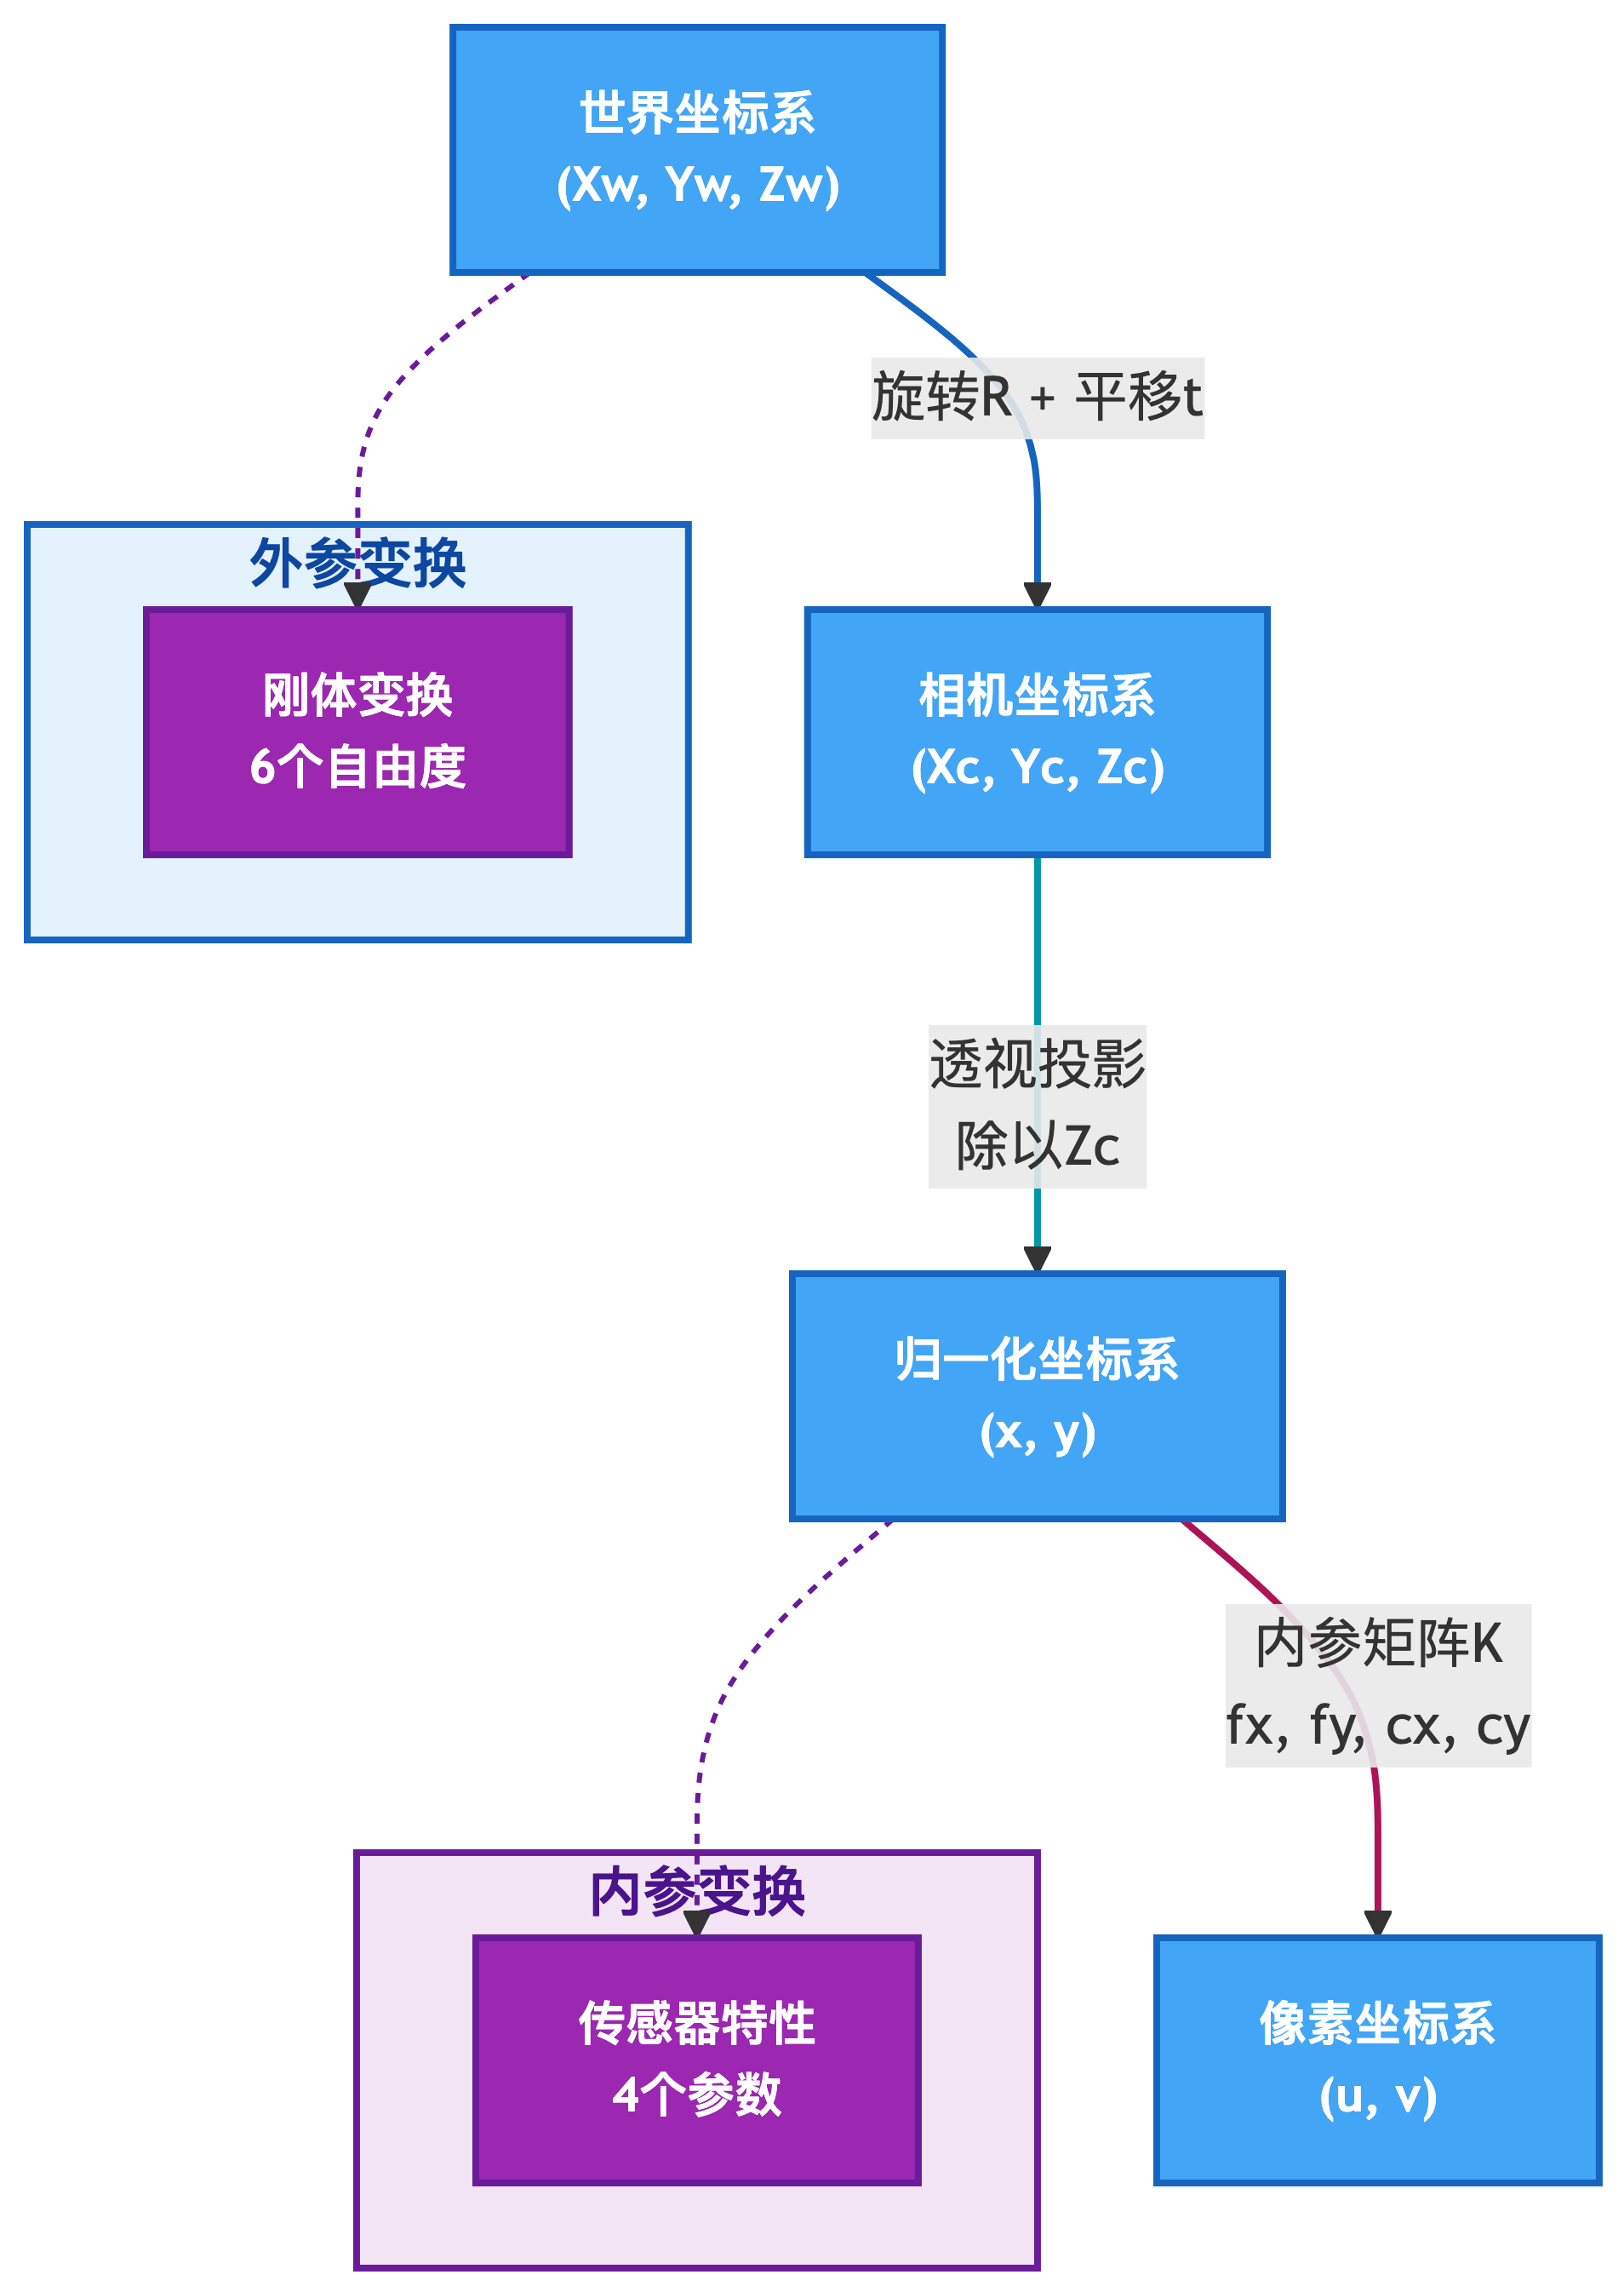 世界坐标系
(Xw, Yw, Zw)
旋转R + 平移t
外参变换
刚体变换
6个自由度
相机坐标系
(Xc, Yc, Zc)
透视投影
除以Zc
归一化坐标系
(x, y)
内参矩阵K
fx, fy, cx, cy
内参变换
传感器特性
4个参数
像素坐标系
(u, v)